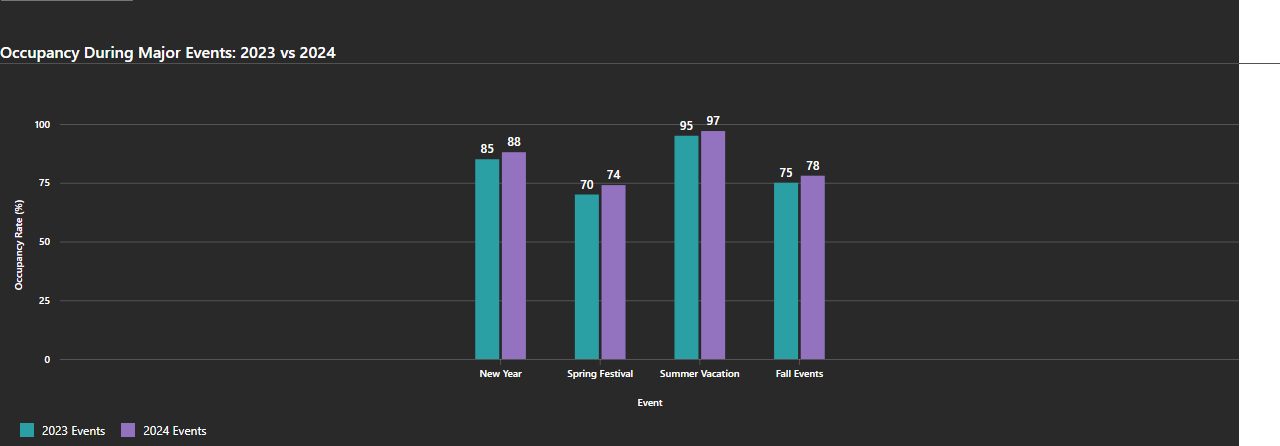 Occupancy During Major Events: 2023 vs 2024
100
75
50
25
0
Occupancy Rate (%)
85
88
70
74
95
97
75
78
New Year
Spring Festival
Summer Vacation
Fall Events
Event
2023 Events
2024 Events